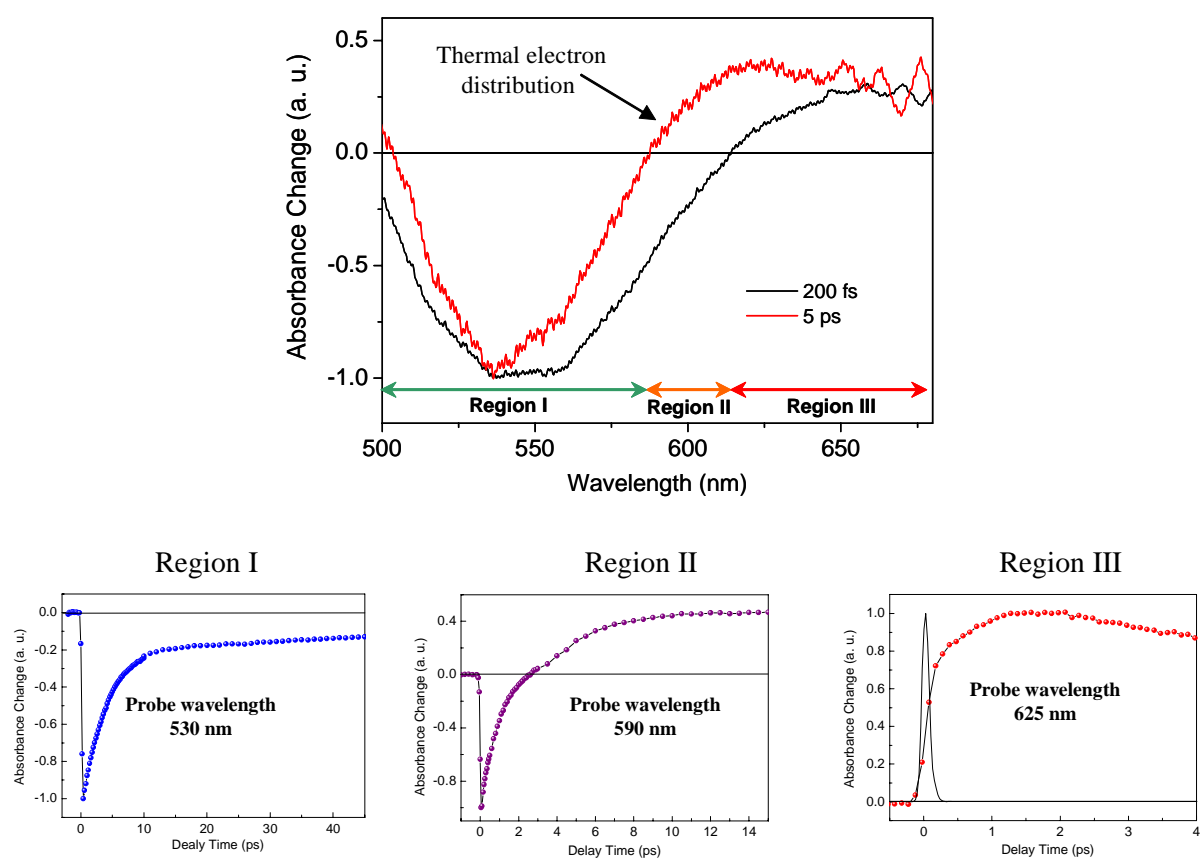 0.5
0.0
-0.5
-1.0
Absorbance Change (a. u.)
Thermal electron
distribution
200 fs
5 ps
Region I
Region II
Region III
500
550
600
650
Wavelength (nm)
Region I
0.0
-0.2
-0.4
-0.6
-0.8
-1.0
Absorbance Change (a. u.)
Probe wavelength
530 nm
0
10
20
30
40
Dealy Time (ps)
Region II
0.4
0.0
-0.4
-0.8
Absorbance Change (a. u.)
Probe wavelength
590 nm
0
2
4
6
8
10
12
14
Delay Time (ps)
Region III
1.0
0.8
0.6
0.4
0.2
0.0
Absorbance Change (a. u.)
Probe wavelength
625 nm
0
1
2
3
4
Delay Time (ps)